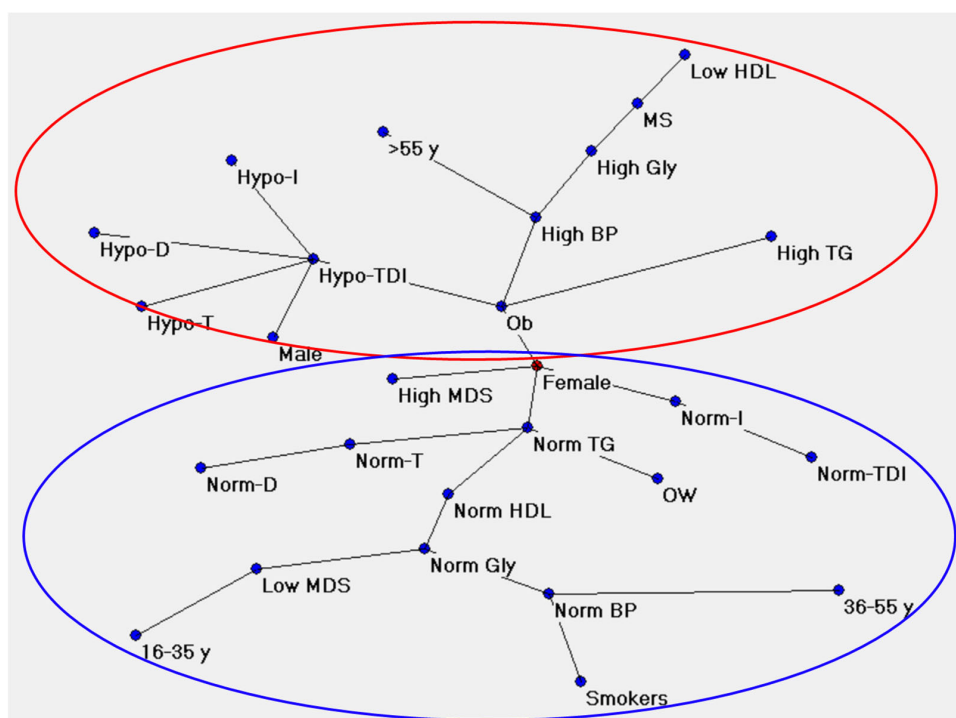 Low HDL
MS
>55 y
High Gly
Hypo-I
High BP
Hypo-D
High TG
Hypo-TDI
Hypo-T
Ob
Male
Female
High MDS
Norm-I
Norm TG
Norm-T
Norm-TDI
Norm-D
OW
Norm HDL
Norm Gly
Low MDS
Norm BP
36-55 y
16-35 y
Smokers